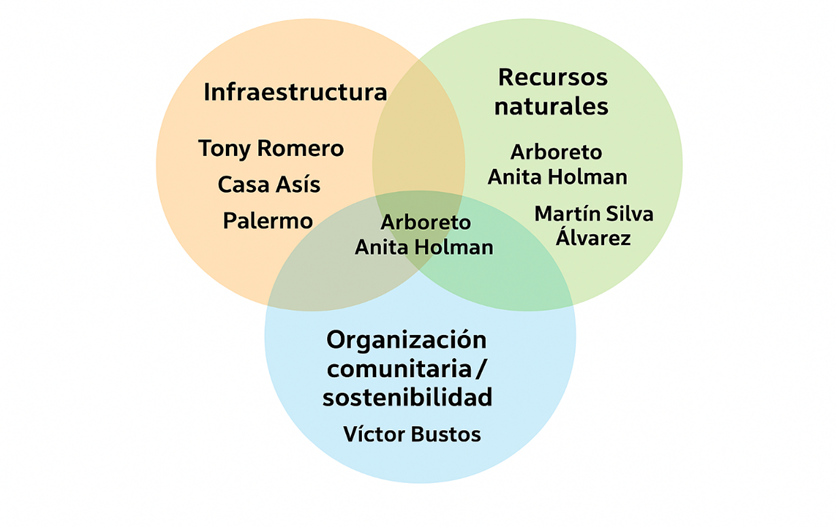 Infraestructura
Tony Romero
Casa Asís
Palermo
Recursos
naturales
Arboreto
Anita Holman
Martín Silva
Álvarez
Arboreto
Anita Holman
Organización
comunitaria /
sostenibilidad
Víctor Bustos